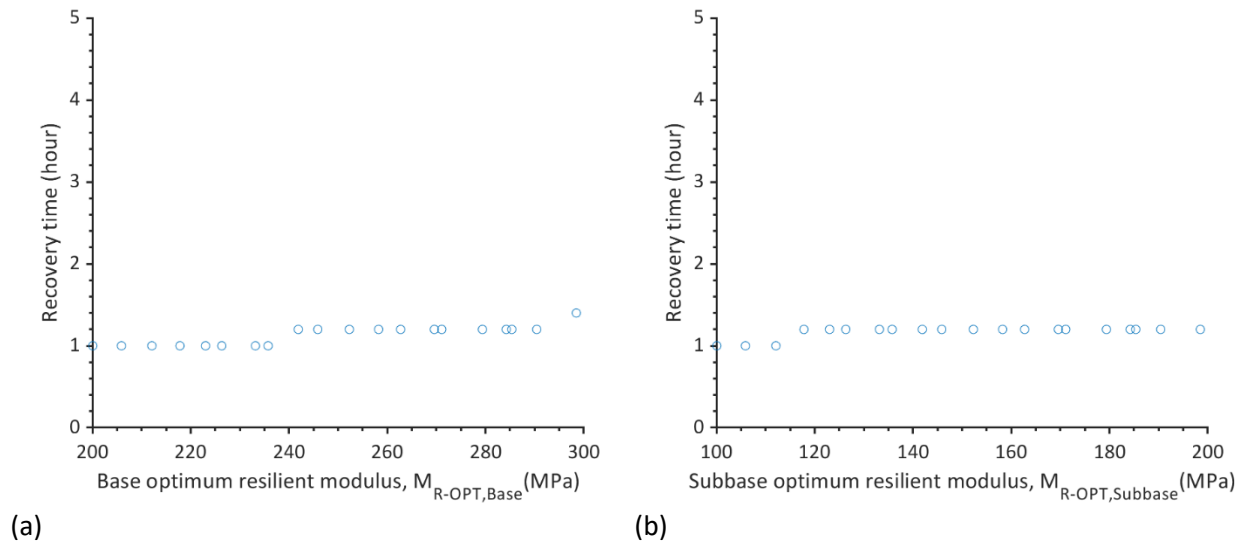 5
4
3
2
1
0
Recovery time (hour)
200 220 240 260 280 300
Base optimum resilient modulus, M R-OPT,Base (MPa)
(a)
5
4
3
2
1
0
Recovery time (hour)
100 120 140 160 180 200
Subbase optimum resilient modulus, M R-OPT,Subbase (MPa)
(b)